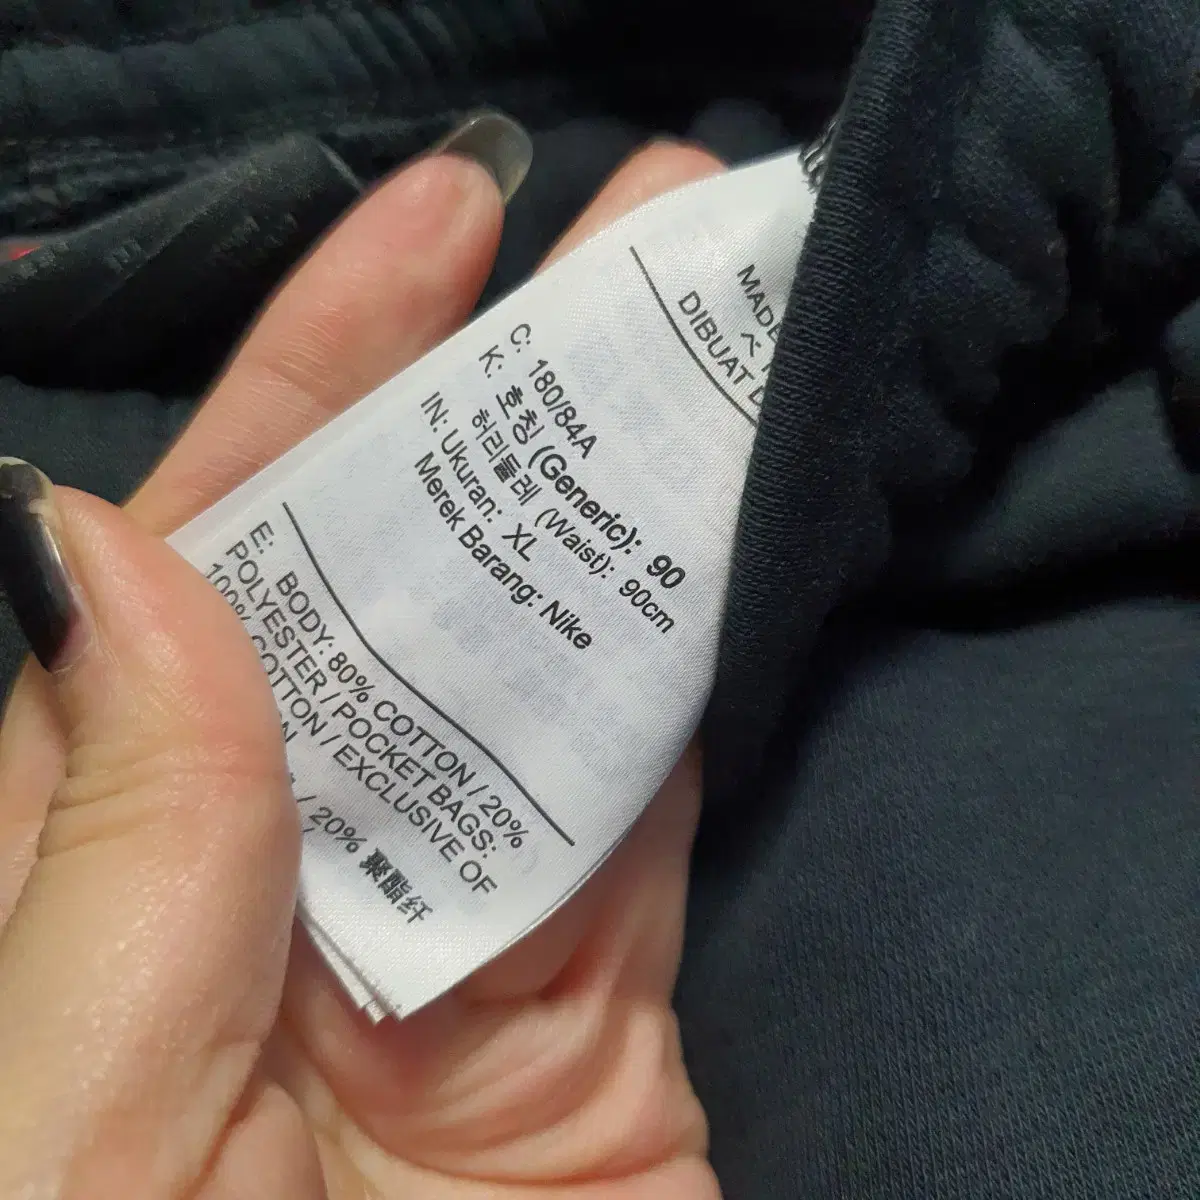 MADE
ベ
DIBUAT D
C: 180/84A
K: 호칭 (Generic): 90
허리둘레 (Waist): 90cm
IN: Ukuran: XL
Merek Barang: Nike
E: BODY: 80% COTTON / 20%
POLYESTER / POCKET BAGS:
100% COTTON / EXCLUSIVE OF
/ 20% 聚酯纤